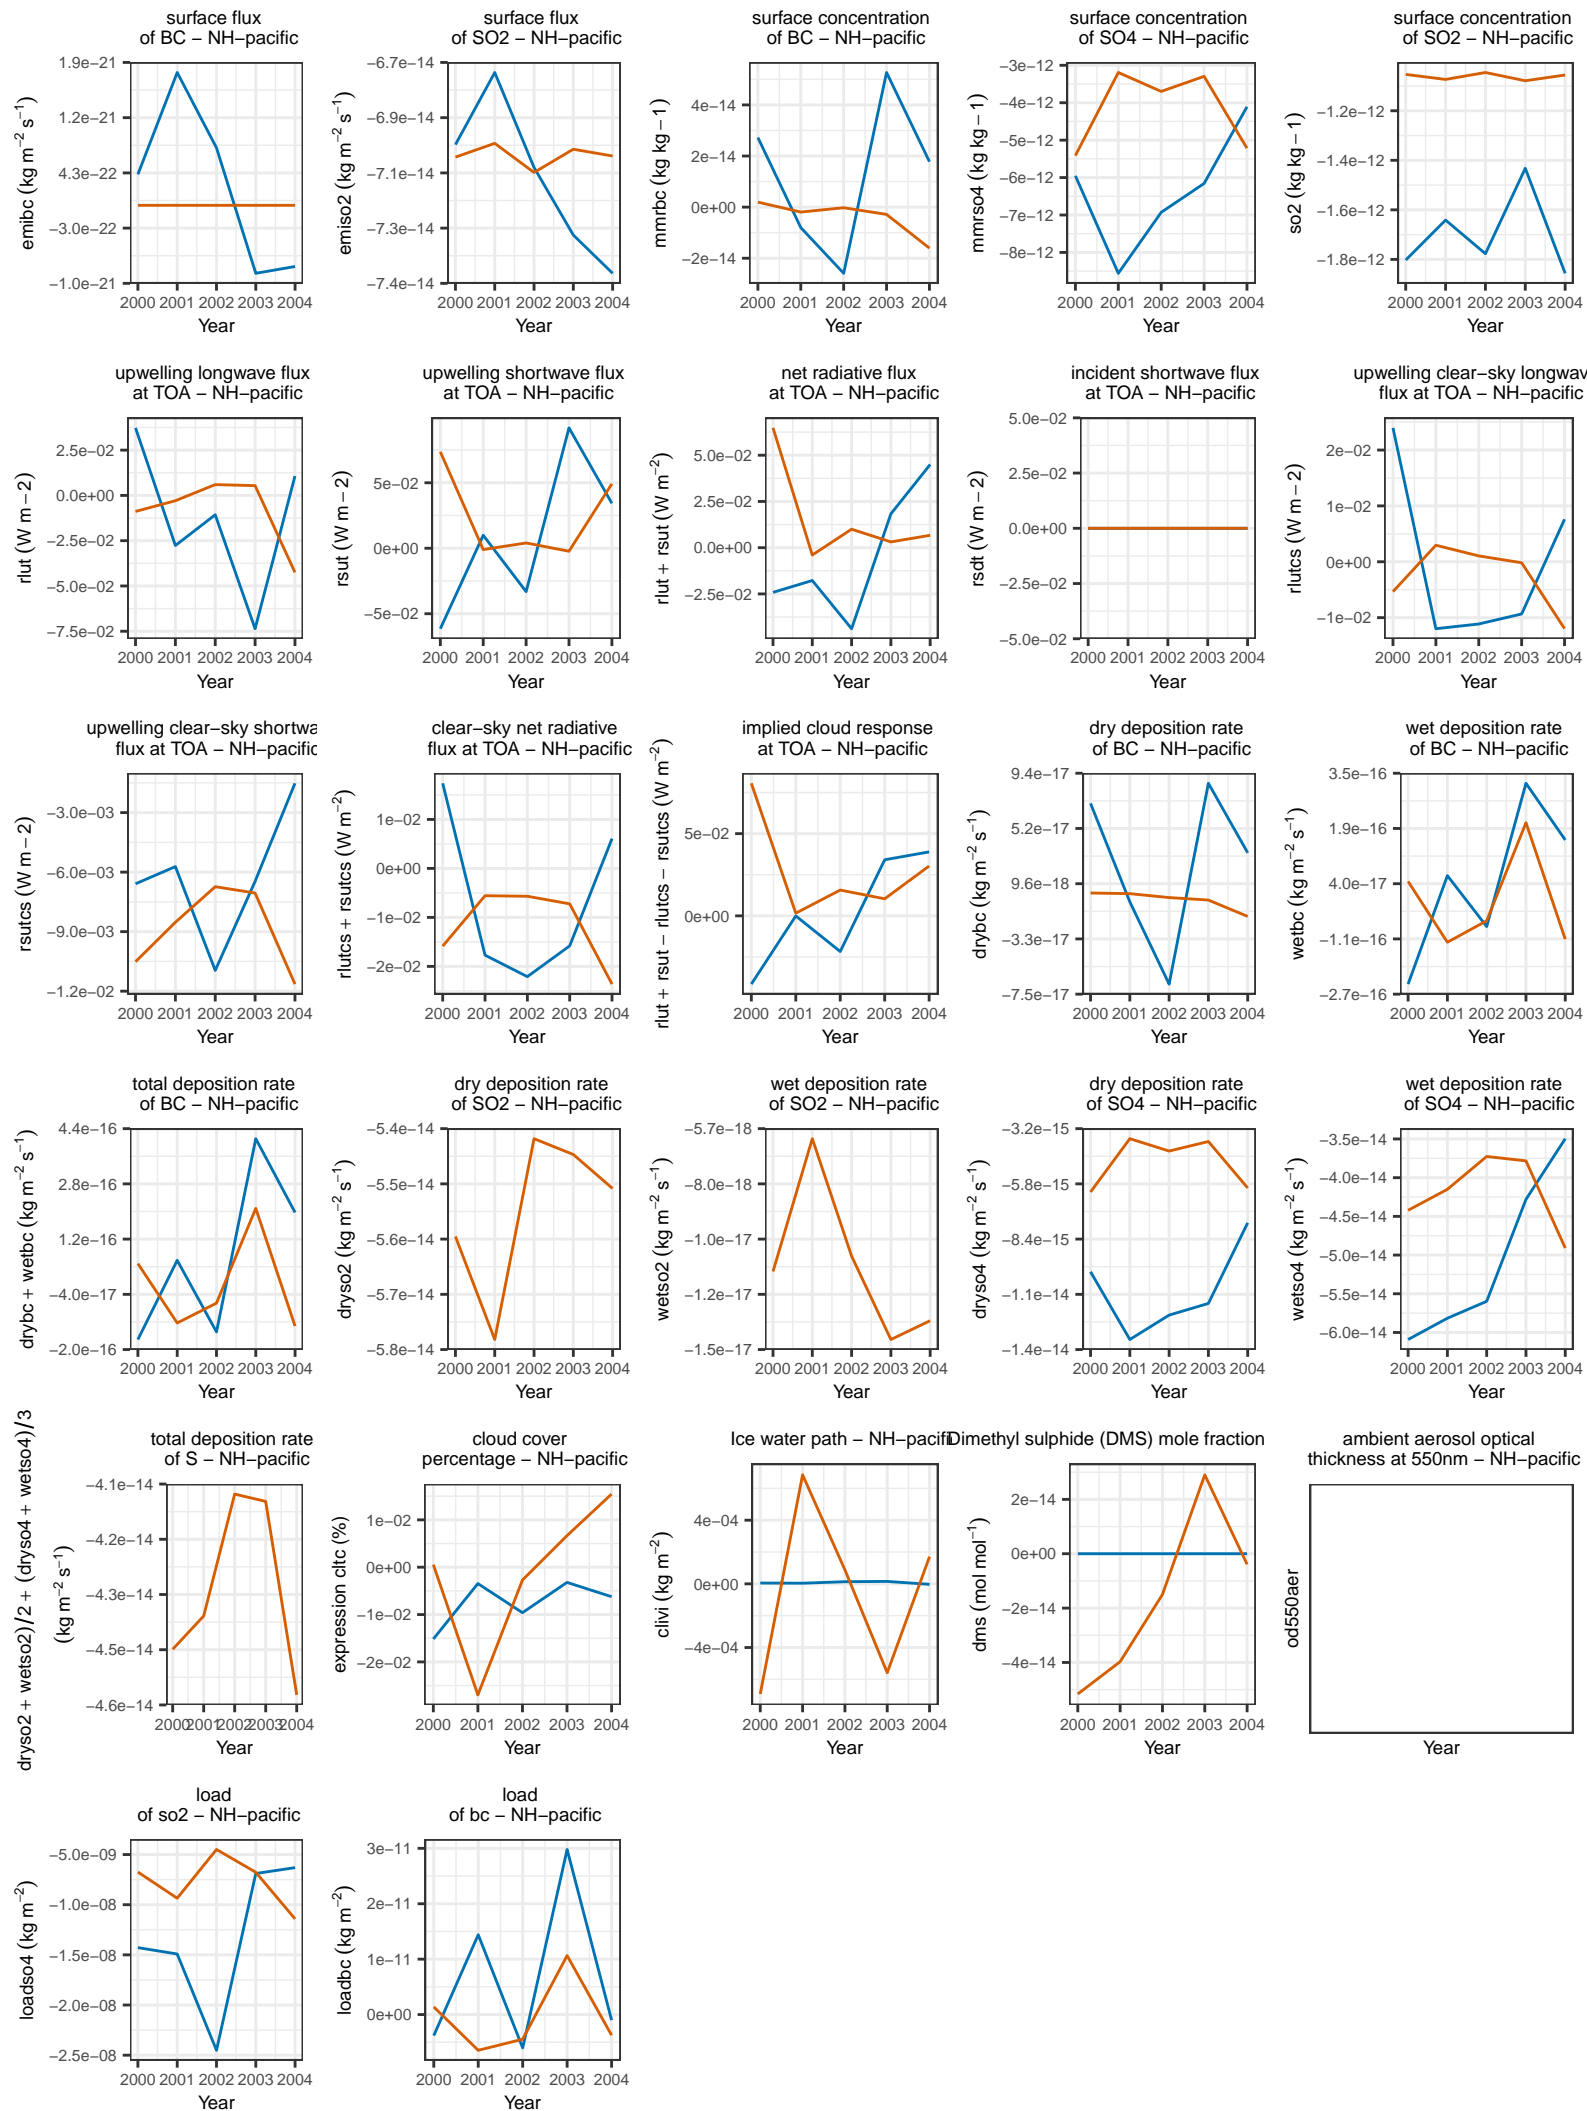 surface flux
of BC − NH−pacific
emibc (kg m−2 s−1)
1.9e−21
1.2e−21
4.3e−22
−3.0e−22
−1.0e−21
2000 2001 2002 2003 2004
Year
surface flux
of SO2 − NH−pacific
emiso2 (kg m−2 s−1)
−6.7e−14
−6.9e−14
−7.1e−14
−7.3e−14
−7.4e−14
2000 2001 2002 2003 2004
Year
surface concentration
of BC − NH−pacific
mmrbc (kg kg − 1)
4e−14
2e−14
0e+00
−2e−14
2000 2001 2002 2003 2004
Year
surface concentration
of SO4 − NH−pacific
mmrso4 (kg kg − 1)
−3e−12
−4e−12
−5e−12
−6e−12
−7e−12
−8e−12
2000 2001 2002 2003 2004
Year
surface concentration
of SO2 − NH−pacific
so2 (kg kg − 1)
−1.2e−12
−1.4e−12
−1.6e−12
−1.8e−12
2000 2001 2002 2003 2004
Year
upwelling longwave flux
at TOA − NH−pacific
rlut (W m − 2)
2.5e−02
0.0e+00
−2.5e−02
−5.0e−02
−7.5e−02
2000 2001 2002 2003 2004
Year
upwelling shortwave flux
at TOA − NH−pacific
rsut (W m − 2)
5e−02
0e+00
−5e−02
2000 2001 2002 2003 2004
Year
net radiative flux
at TOA − NH−pacific
rlut + rsut (W m−2)
5.0e−02
2.5e−02
0.0e+00
−2.5e−02
2000 2001 2002 2003 2004
Year
incident shortwave flux
at TOA − NH−pacific
rsdt (W m − 2)
5.0e−02
2.5e−02
0.0e+00
−2.5e−02
−5.0e−02
2000 2001 2002 2003 2004
Year
upwelling clear−sky longwav
flux at TOA − NH−pacific
rlutcs (W m − 2)
2e−02
1e−02
0e+00
−1e−02
2000 2001 2002 2003 2004
Year
upwelling clear−sky shortwa
flux at TOA − NH−pacific
rsutcs (W m − 2)
−3.0e−03
−6.0e−03
−9.0e−03
−1.2e−02
2000 2001 2002 2003 2004
Year
clear−sky net radiative
flux at TOA − NH−pacific
rlutcs + rsutcs (W m−2)
1e−02
0e+00
−1e−02
−2e−02
2000 2001 2002 2003 2004
Year
implied cloud response
at TOA − NH−pacific
rlut + rsut − rlutcs − rsutcs (W m−2)
5e−02
0e+00
2000 2001 2002 2003 2004
Year
dry deposition rate
of BC − NH−pacific
drybc (kg m−2 s−1)
9.4e−17
5.2e−17
9.6e−18
−3.3e−17
−7.5e−17
2000 2001 2002 2003 2004
Year
wet deposition rate
of BC − NH−pacific
wetbc (kg m−2 s−1)
3.5e−16
1.9e−16
4.0e−17
−1.1e−16
−2.7e−16
2000 2001 2002 2003 2004
Year
total deposition rate
of BC − NH−pacific
drybc + wetbc (kg m−2 s−1)
4.4e−16
2.8e−16
1.2e−16
−4.0e−17
−2.0e−16
2000 2001 2002 2003 2004
Year
dry deposition rate
of SO2 − NH−pacific
dryso2 (kg m−2 s−1)
−5.4e−14
−5.5e−14
−5.6e−14
−5.7e−14
−5.8e−14
2000 2001 2002 2003 2004
Year
wet deposition rate
of SO2 − NH−pacific
wetso2 (kg m−2 s−1)
−5.7e−18
−8.0e−18
−1.0e−17
−1.2e−17
−1.5e−17
2000 2001 2002 2003 2004
Year
dry deposition rate
of SO4 − NH−pacific
dryso4 (kg m−2 s−1)
−3.2e−15
−5.8e−15
−8.4e−15
−1.1e−14
−1.4e−14
2000 2001 2002 2003 2004
Year
wet deposition rate
of SO4 − NH−pacific
wetso4 (kg m−2 s−1)
−3.5e−14
−4.0e−14
−4.5e−14
−5.0e−14
−5.5e−14
−6.0e−14
2000 2001 2002 2003 2004
Year
total deposition rate
of S − NH−pacific
dryso2 + wetso2)/2 + (dryso4 + wetso4)/3
(kg m−2 s−1)
−4.1e−14
−4.2e−14
−4.3e−14
−4.5e−14
−4.6e−14
2000 2001 2002 2003 2004
Year
cloud cover
percentage − NH−pacific
expression cltc (%)
1e−02
0e+00
−1e−02
−2e−02
2000 2001 2002 2003 2004
Year
Ice water path − NH−pacific
clivi (kg m−2)
4e−04
0e+00
−4e−04
2000 2001 2002 2003 2004
Year
Dimethyl sulphide (DMS) mole fraction
dms (mol mol−1)
2e−14
0e+00
−2e−14
−4e−14
2000 2001 2002 2003 2004
Year
ambient aerosol optical
thickness at 550nm − NH−pacific
od550aer
Year
load
of so2 − NH−pacific
loadso4 (kg m−2)
−5.0e−09
−1.0e−08
−1.5e−08
−2.0e−08
−2.5e−08
2000 2001 2002 2003 2004
Year
load
of bc − NH−pacific
loadbc (kg m−2)
3e−11
2e−11
1e−11
0e+00
2000 2001 2002 2003 2004
Year